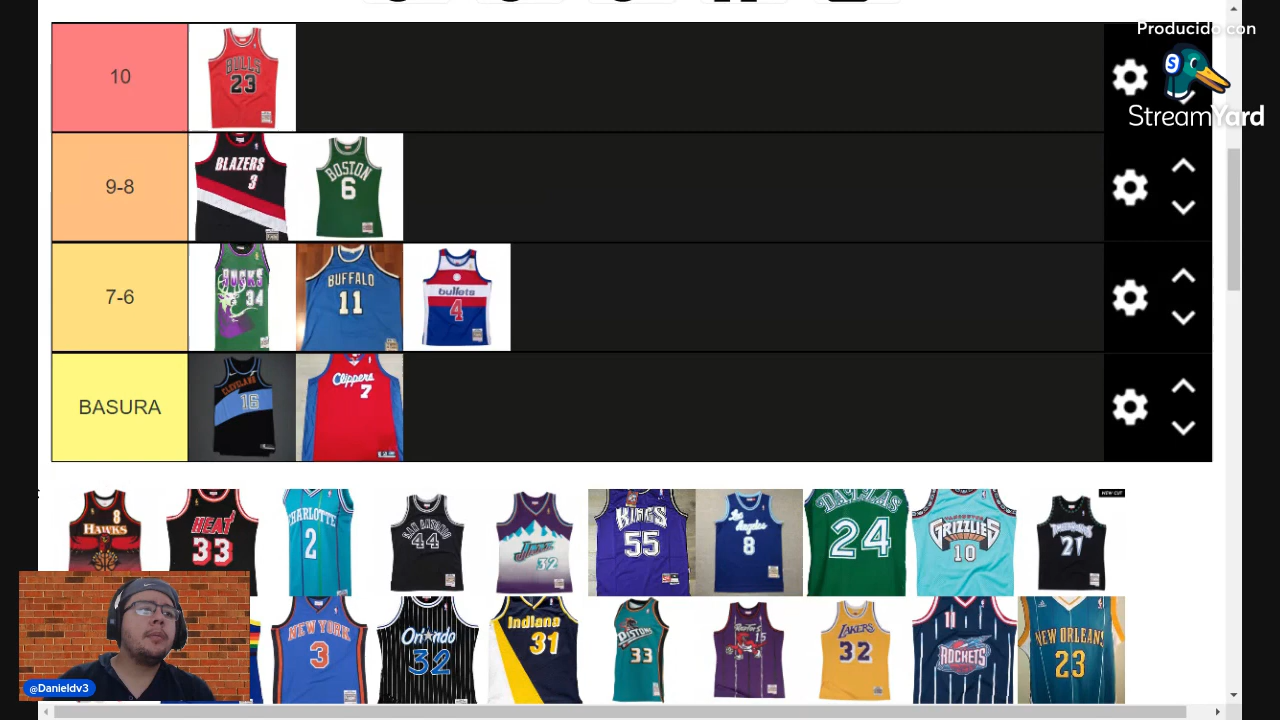 Producido con
S
StreamYard
10
BULLS
23
9-8
BLAZERS
3
BOSTON
6
7-6
BUCKS
34
BUFFALO
11
bullets
4
BASURA
CLEVELAND
16
Clippers
7
NEW CUT
HAWKS
8
HEAT
33
CHARLOTTE
2
SAN ANTONIO
44
JAZZ
32
KINGS
55
Los Angeles
8
DALLAS
24
GRIZZLIES
10
21
NEW YORK
3
Orlando
32
Indiana
31
PISTONS
33
15
LAKERS
32
11
ROCKETS
NEW ORLEANS
23
@Danieldv3